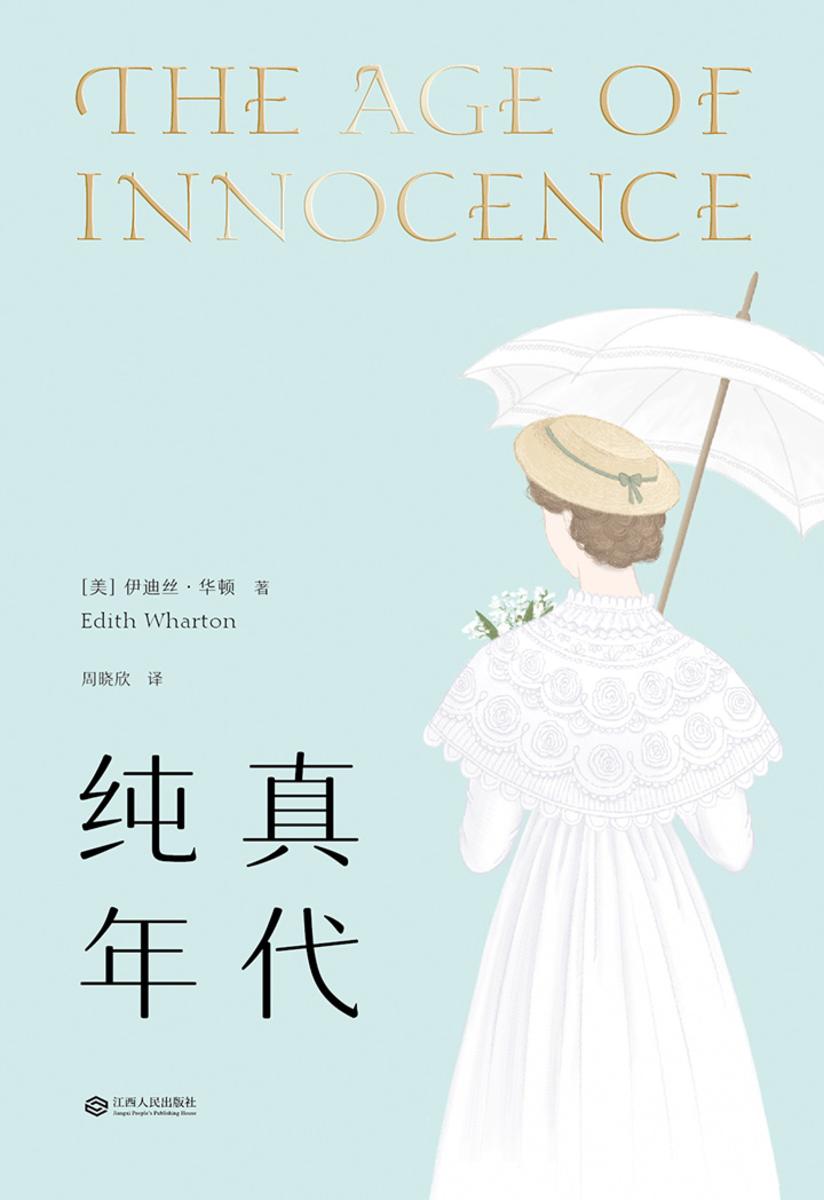 THE AGE OF
INNOCENCE
[美] 伊迪丝·华顿 著
Edith Wharton
周晓欣 译
纯真
年代
江西人民出版社
Jiangxi People's Publishing House